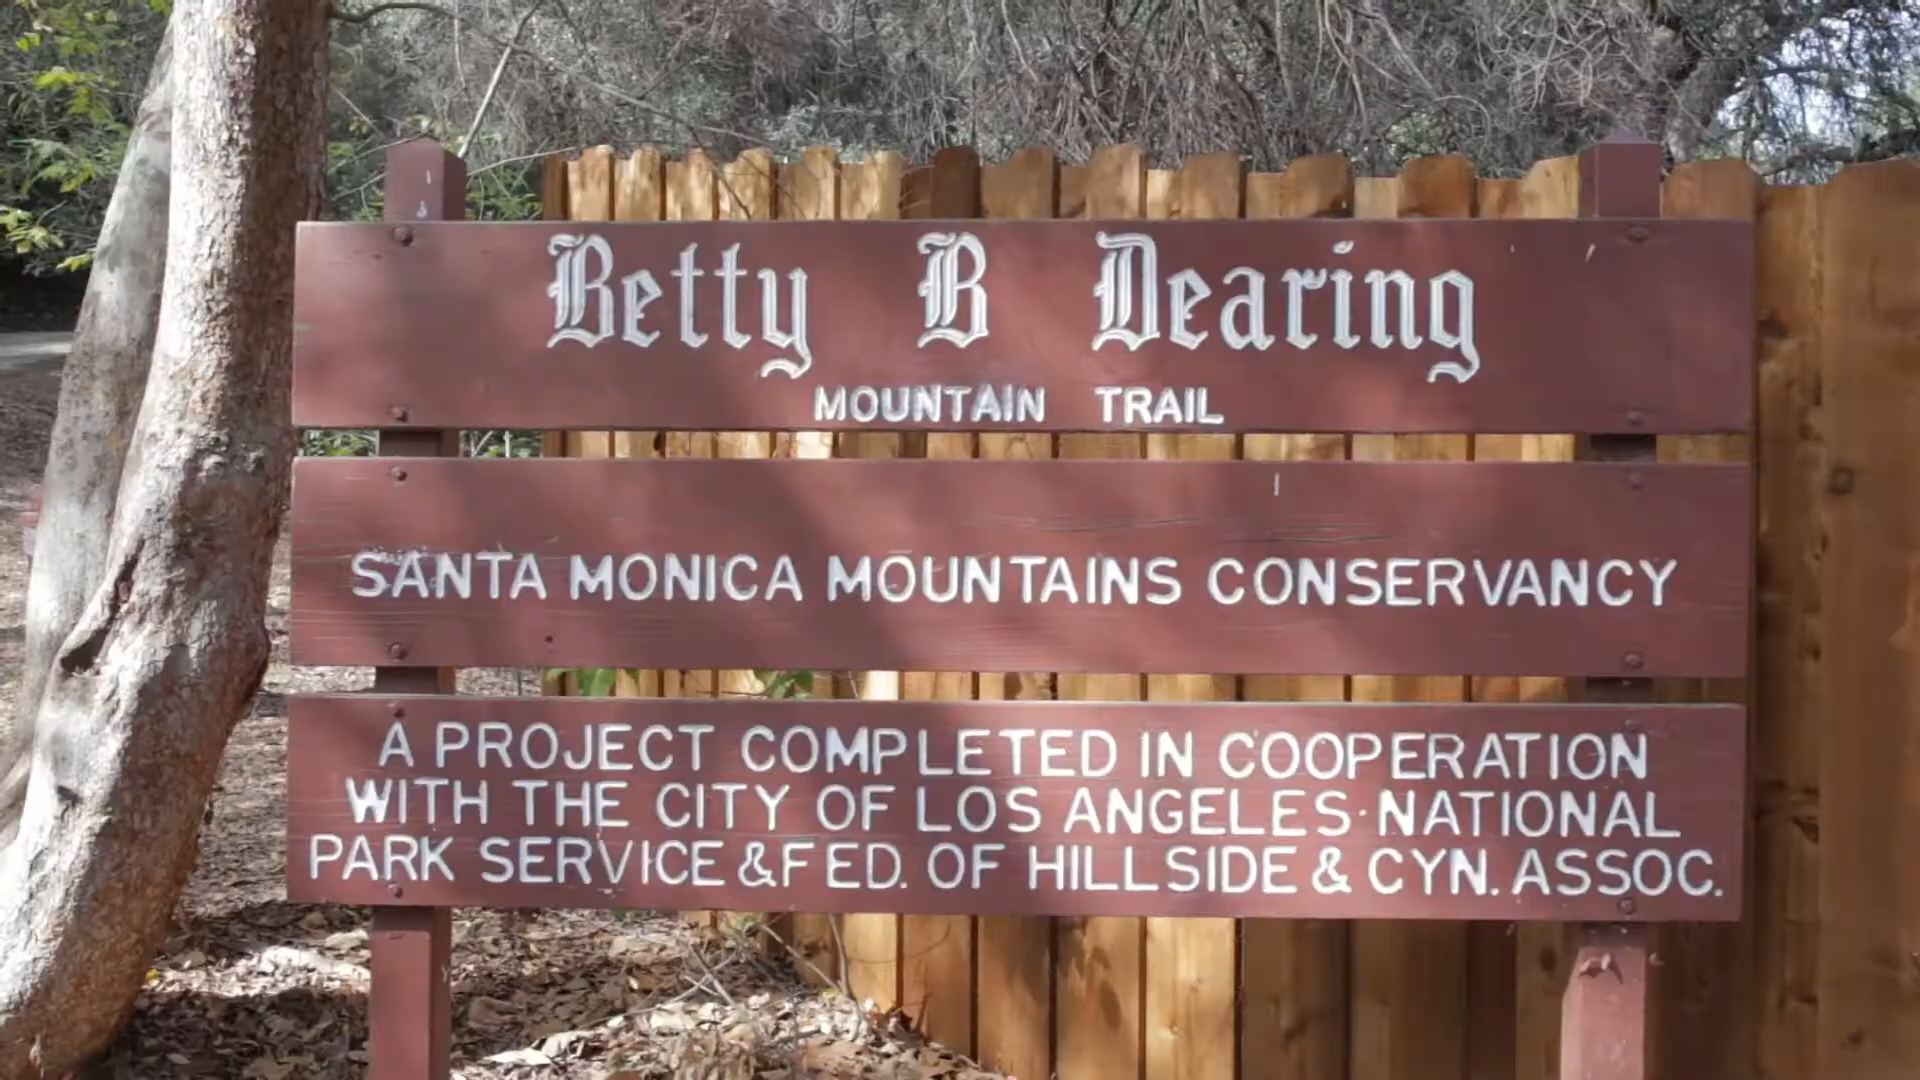 Betty B Dearing
MOUNTAIN TRAIL
SANTA MONICA MOUNTAINS CONSERVANCY
A PROJECT COMPLETED IN COOPERATION
WITH THE CITY OF LOS ANGELES·NATIONAL
PARK SERVICE & FED. OF HILLSIDE & CYN. ASSOC.